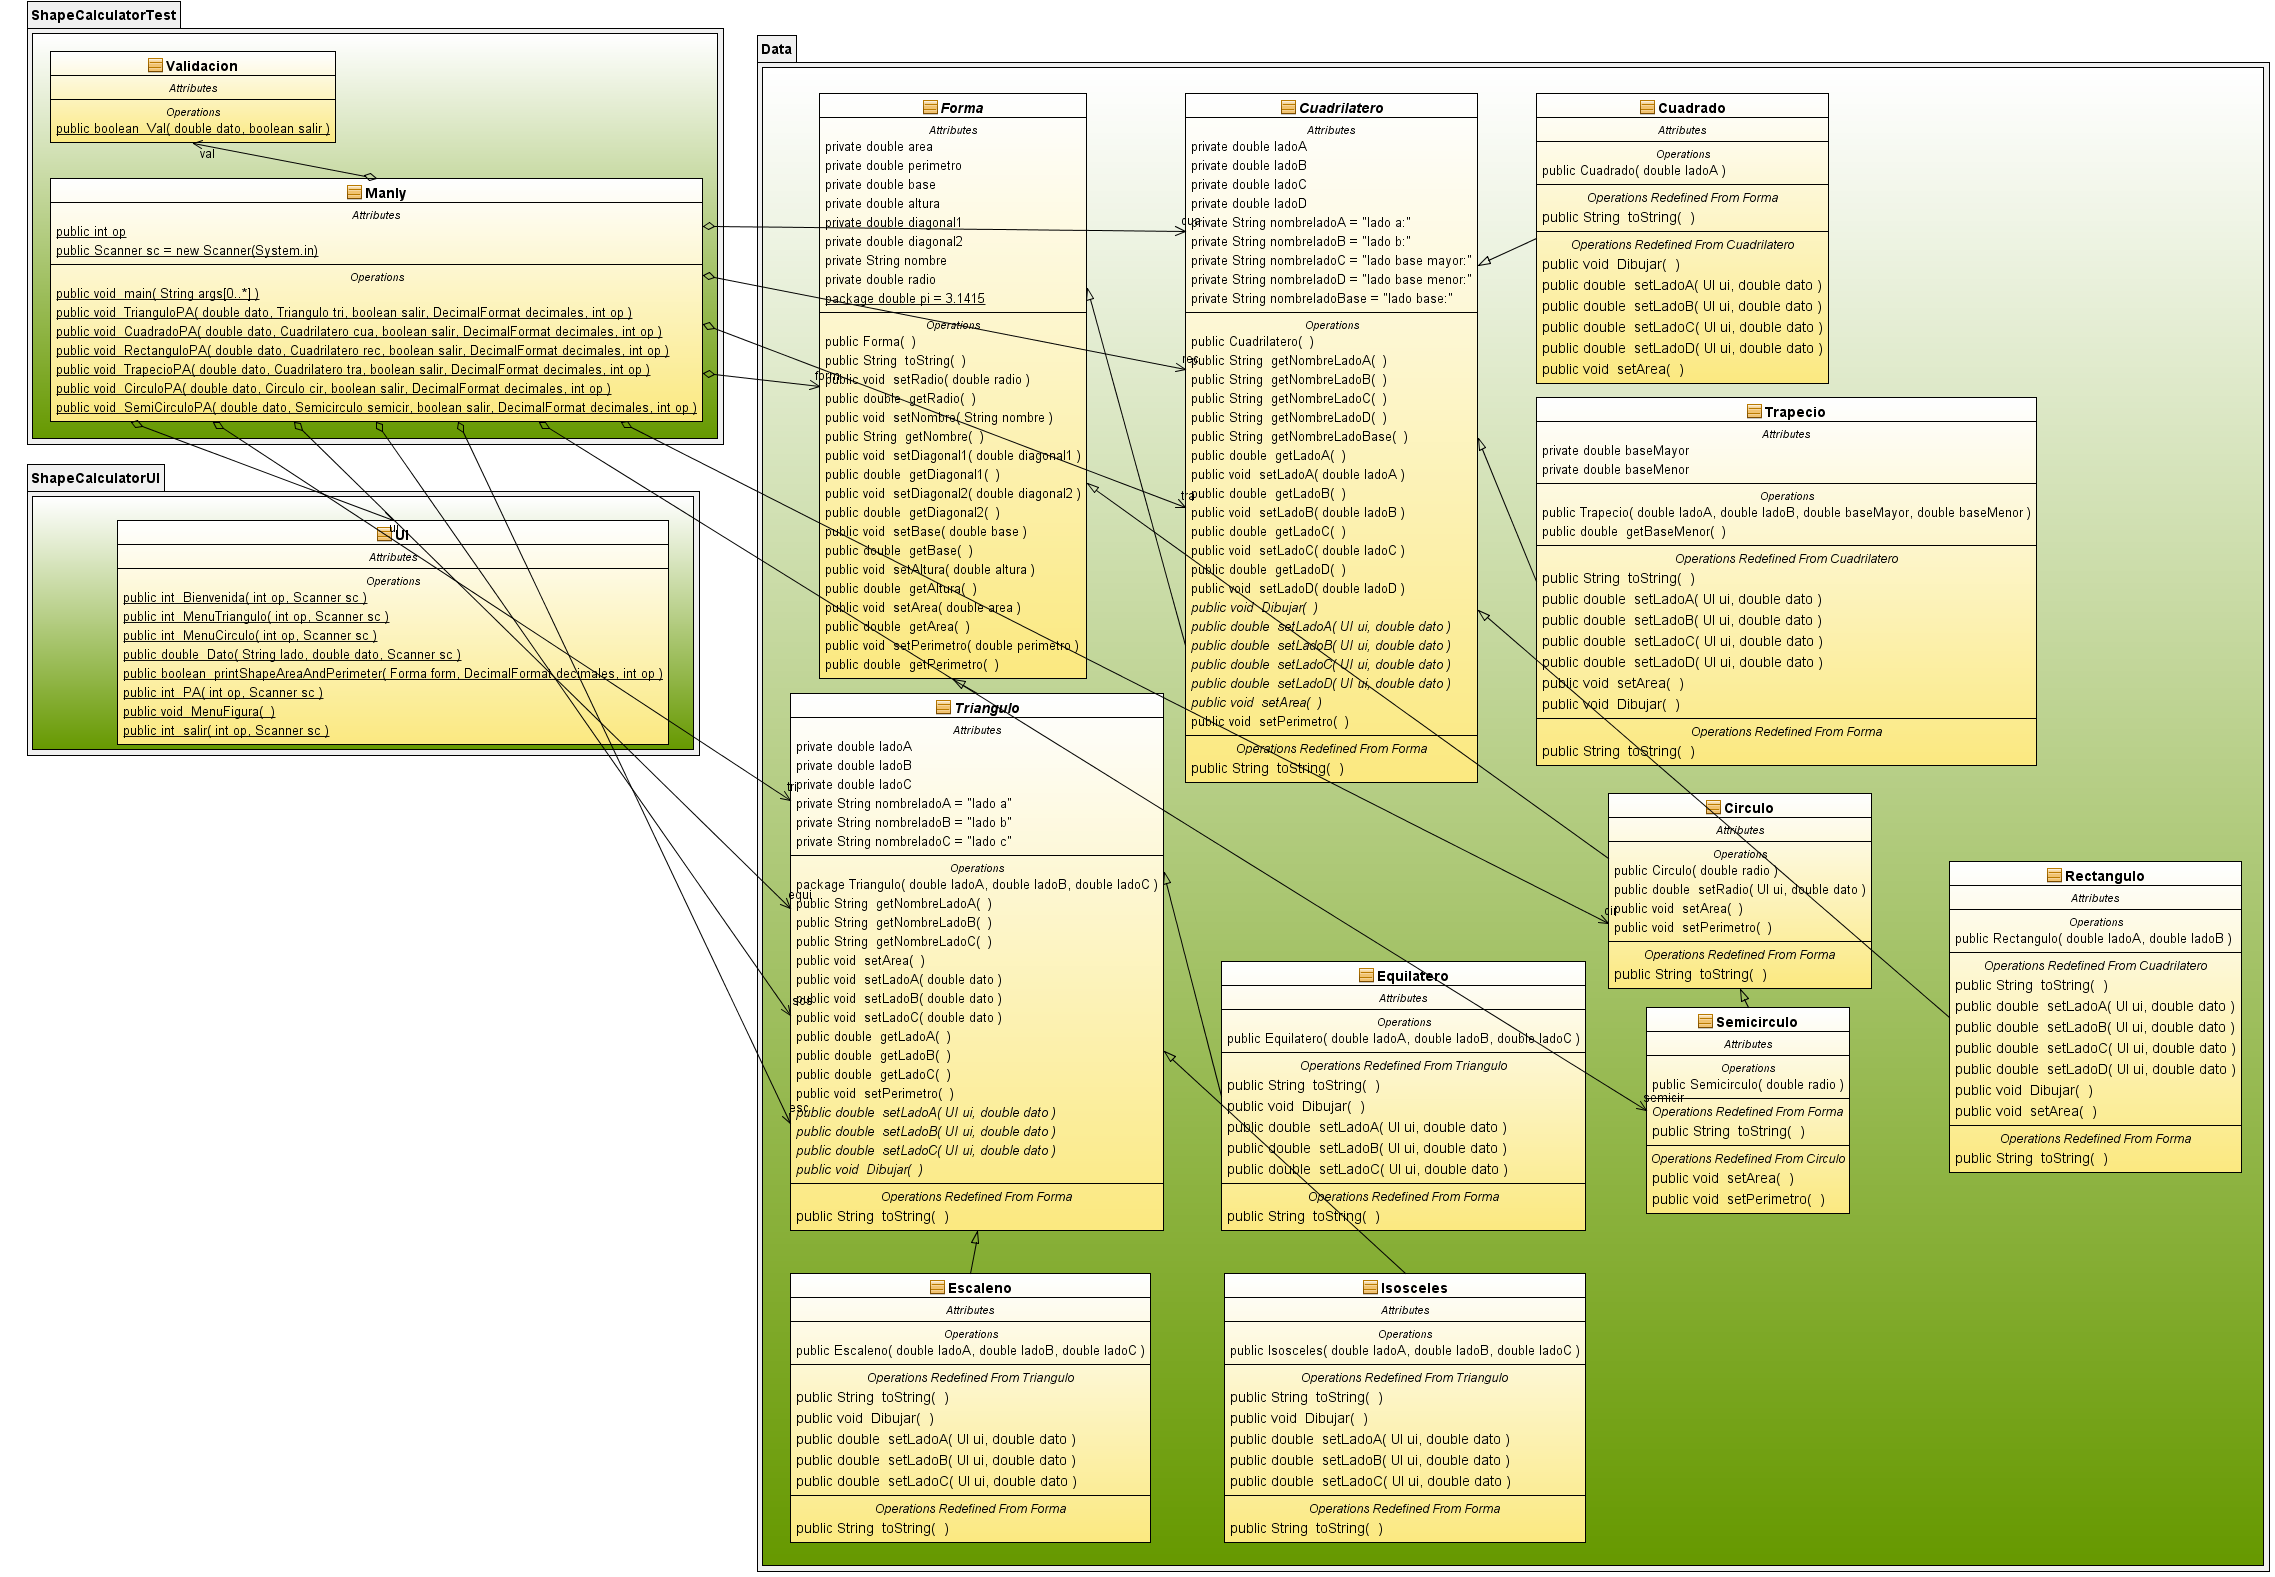 ShapeCalculatorTest
Validacion
Attributes
Operations
public boolean Val( double dato, boolean salir )
val
Manly
Attributes
public int op
public Scanner sc = new Scanner(System.in)
Operations
public void main( String args[0..*] )
public void TrianguloPA( double dato, Triangulo tri, boolean salir, DecimalFormat decimales, int op )
public void CuadradoPA( double dato, Cuadrilatero cua, boolean salir, DecimalFormat decimales, int op )
public void RectanguloPA( double dato, Cuadrilatero rec, boolean salir, DecimalFormat decimales, int op )
public void TrapecioPA( double dato, Cuadrilatero tra, boolean salir, DecimalFormat decimales, int op )
public void CirculoPA( double dato, Circulo cir, boolean salir, DecimalFormat decimales, int op )
public void SemiCirculoPA( double dato, Semicirculo semicir, boolean salir, DecimalFormat decimales, int op )
ShapeCalculatorUI
ui
UI
Attributes
Operations
public int Bienvenida( int op, Scanner sc )
public int MenuTriangulo( int op, Scanner sc )
public int MenuCirculo( int op, Scanner sc )
public double Dato( String lado, double dato, Scanner sc )
public boolean printShapeAreaAndPerimeter( Forma form, DecimalFormat decimales, int op )
public int PA( int op, Scanner sc )
public void MenuFigura( )
public int salir( int op, Scanner sc )
Data
Forma
Attributes
private double area
private double perimetro
private double base
private double altura
private double diagonal1
private double diagonal2
private String nombre
private double radio
package double pi = 3.1415
Operations
public Forma( )
public String toString( )
form
public void setRadio( double radio )
public double getRadio( )
public void setNombre( String nombre )
public String getNombre( )
public void setDiagonal1( double diagonal1 )
public double getDiagonal1( )
public void setDiagonal2( double diagonal2 )
public double getDiagonal2( )
public void setBase( double base )
public double getBase( )
public void setAltura( double altura )
public double getAltura( )
public void setArea( double area )
public double getArea( )
public void setPerimetro( double perimetro )
public double getPerimetro( )
Cuadrilatero
Attributes
private double ladoA
private double ladoB
private double ladoC
private double ladoD
cua
private String nombreladoA = "lado a:"
private String nombreladoB = "lado b:"
private String nombreladoC = "lado base mayor:"
private String nombreladoD = "lado base menor:"
private String nombreladoBase = "lado base:"
Operations
public Cuadrilatero( )
rec
public String getNombreLadoA( )
public String getNombreLadoB( )
public String getNombreLadoC( )
public String getNombreLadoD( )
public String getNombreLadoBase( )
public double getLadoA( )
public void setLadoA( double ladoA )
tra
public double getLadoB( )
public void setLadoB( double ladoB )
public double getLadoC( )
public void setLadoC( double ladoC )
public double getLadoD( )
public void setLadoD( double ladoD )
public void Dibujar( )
public double setLadoA( UI ui, double dato )
public double setLadoB( UI ui, double dato )
public double setLadoC( UI ui, double dato )
public double setLadoD( UI ui, double dato )
public void setArea( )
public void setPerimetro( )
Operations Redefined From Forma
public String toString( )
Cuadrado
Attributes
Operations
public Cuadrado( double ladoA )
Operations Redefined From Forma
public String toString( )
Operations Redefined From Cuadrilatero
public void Dibujar( )
public double setLadoA( UI ui, double dato )
public double setLadoB( UI ui, double dato )
public double setLadoC( UI ui, double dato )
public double setLadoD( UI ui, double dato )
public void setArea( )
Trapecio
Attributes
private double baseMayor
private double baseMenor
Operations
public Trapecio( double ladoA, double ladoB, double baseMayor, double baseMenor )
public double getBaseMenor( )
Operations Redefined From Cuadrilatero
public String toString( )
public double setLadoA( UI ui, double dato )
public double setLadoB( UI ui, double dato )
public double setLadoC( UI ui, double dato )
public double setLadoD( UI ui, double dato )
public void setArea( )
public void Dibujar( )
Operations Redefined From Forma
public String toString( )
Triangulo
Attributes
private double ladoA
private double ladoB
private double ladoC
tri
private String nombreladoA = "lado a"
private String nombreladoB = "lado b"
private String nombreladoC = "lado c"
Operations
package Triangulo( double ladoA, double ladoB, double ladoC )
equi
public String getNombreLadoA( )
public String getNombreLadoB( )
public String getNombreLadoC( )
public void setArea( )
public void setLadoA( double dato )
public void setLadoB( double dato )
public void setLadoC( double dato )
public double getLadoA( )
public double getLadoB( )
public double getLadoC( )
public void setPerimetro( )
esc
public double setLadoA( UI ui, double dato )
public double setLadoB( UI ui, double dato )
public double setLadoC( UI ui, double dato )
public void Dibujar( )
Operations Redefined From Forma
public String toString( )
Circulo
Attributes
Operations
public Circulo( double radio )
public double setRadio( UI ui, double dato )
cir
public void setArea( )
public void setPerimetro( )
Operations Redefined From Forma
public String toString( )
Rectangulo
Attributes
Operations
public Rectangulo( double ladoA, double ladoB )
Operations Redefined From Cuadrilatero
public String toString( )
public double setLadoA( UI ui, double dato )
public double setLadoB( UI ui, double dato )
public double setLadoC( UI ui, double dato )
public double setLadoD( UI ui, double dato )
public void Dibujar( )
public void setArea( )
Operations Redefined From Forma
public String toString( )
Equilatero
Attributes
Operations
public Equilatero( double ladoA, double ladoB, double ladoC )
Operations Redefined From Triangulo
public String toString( )
public void Dibujar( )
public double setLadoA( UI ui, double dato )
public double setLadoB( UI ui, double dato )
public double setLadoC( UI ui, double dato )
Operations Redefined From Forma
public String toString( )
Semicirculo
Attributes
Operations
public Semicirculo( double radio )
semicir
Operations Redefined From Forma
public String toString( )
Operations Redefined From Circulo
public void setArea( )
public void setPerimetro( )
Escaleno
Attributes
Operations
public Escaleno( double ladoA, double ladoB, double ladoC )
Operations Redefined From Triangulo
public String toString( )
public void Dibujar( )
public double setLadoA( UI ui, double dato )
public double setLadoB( UI ui, double dato )
public double setLadoC( UI ui, double dato )
Operations Redefined From Forma
public String toString( )
Isosceles
Attributes
Operations
public Isosceles( double ladoA, double ladoB, double ladoC )
Operations Redefined From Triangulo
public String toString( )
public void Dibujar( )
public double setLadoA( UI ui, double dato )
public double setLadoB( UI ui, double dato )
public double setLadoC( UI ui, double dato )
Operations Redefined From Forma
public String toString( )